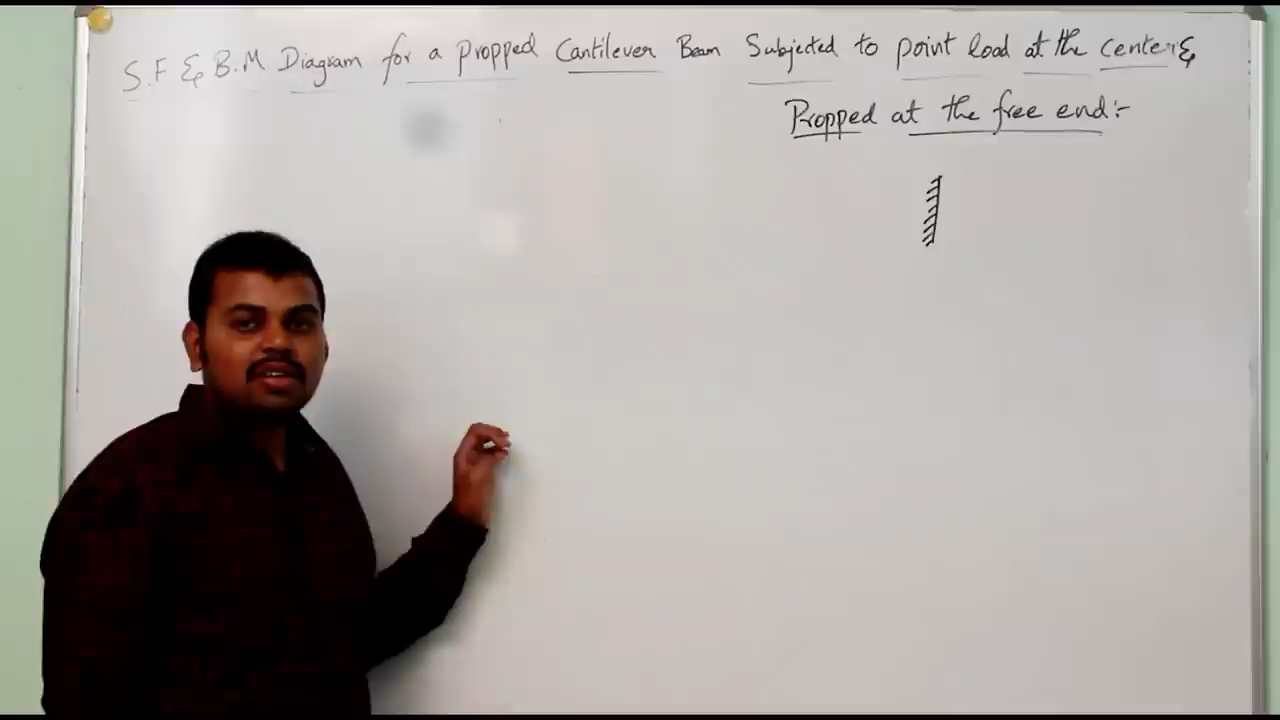 S.F & B.M Diagram for a propped Cantilever Beam Subjected to point load at the center &
Propped at the free end:-